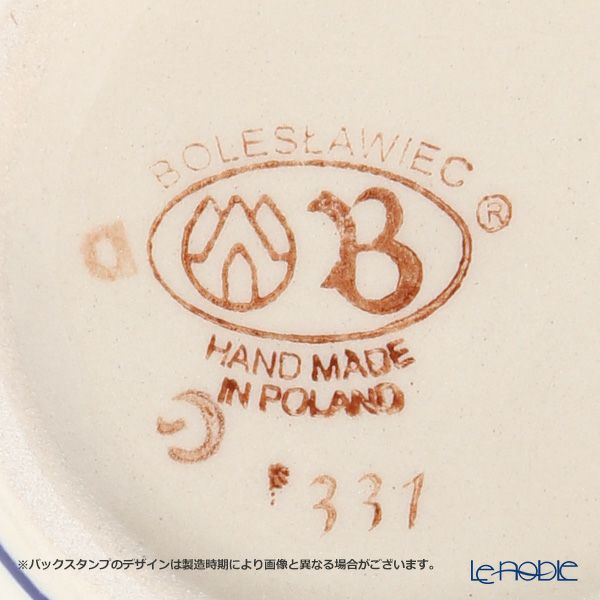 BOLESŁAWIEC
B ®
HAND MADE
IN POLAND
331
※バックスタンプのデザインは製造時期により画像と異なる場合がございます。
Le-noble